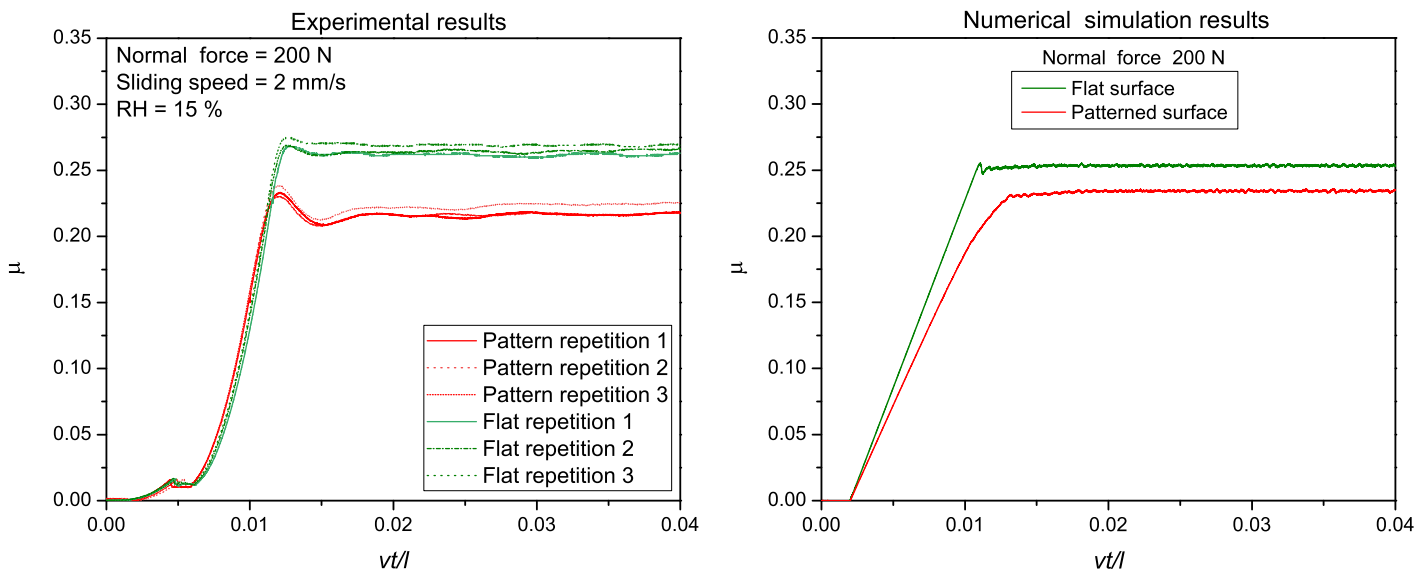 Experimental results
Normal force = 200 N
Sliding speed = 2 mm/s
RH = 15 %
0.35
0.30
0.25
0.20
0.15
0.10
0.05
0.00
μ
Pattern repetition 1
Pattern repetition 2
Pattern repetition 3
Flat repetition 1
Flat repetition 2
Flat repetition 3
0.00 0.01 0.02 0.03 0.04
vt/l
Numerical simulation results
Normal force 200 N
Flat surface
Patterned surface
0.35
0.30
0.25
0.20
0.15
0.10
0.05
0.00
μ
0.00 0.01 0.02 0.03 0.04
vt/l